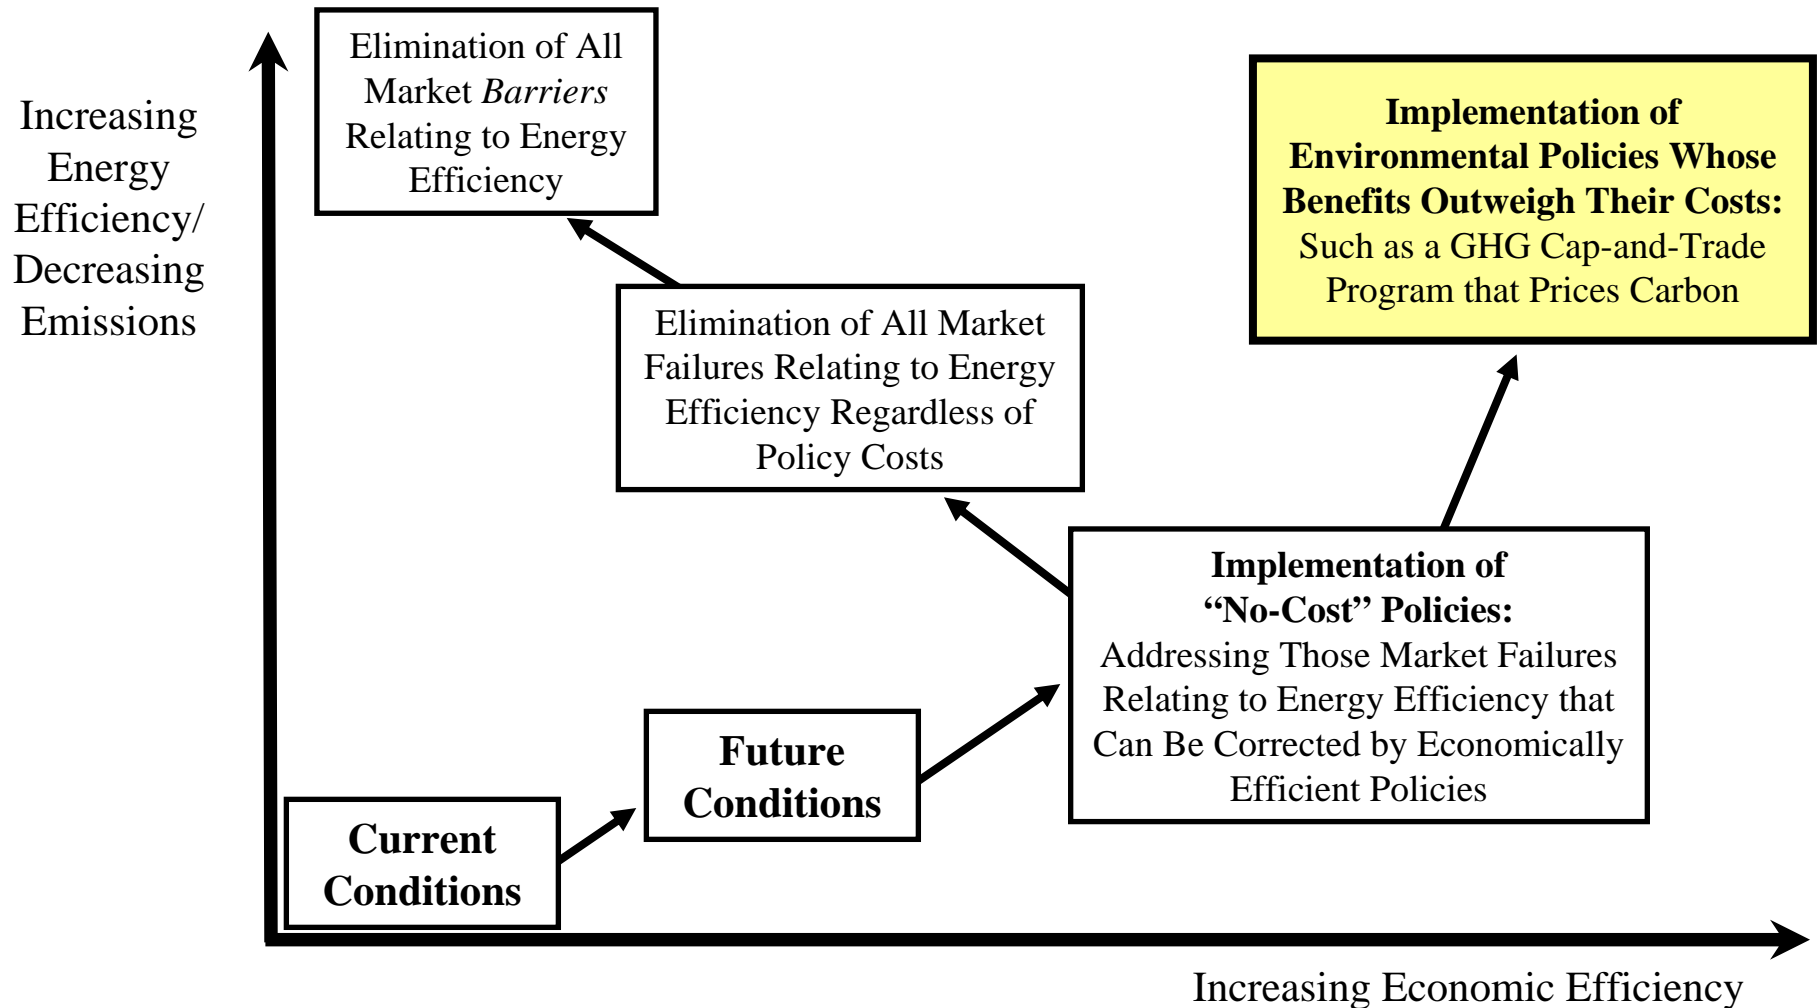 Increasing
Energy
Efficiency/
Decreasing
Emissions
Elimination of All
Market Barriers
Relating to Energy
Efficiency
Implementation of
Environmental Policies Whose
Benefits Outweigh Their Costs:
Such as a GHG Cap-and-Trade
Program that Prices Carbon
Elimination of All Market
Failures Relating to Energy
Efficiency Regardless of
Policy Costs
Implementation of
“No-Cost” Policies:
Addressing Those Market Failures
Relating to Energy Efficiency that
Can Be Corrected by Economically
Efficient Policies
Future
Conditions
Current
Conditions
Increasing Economic Efficiency